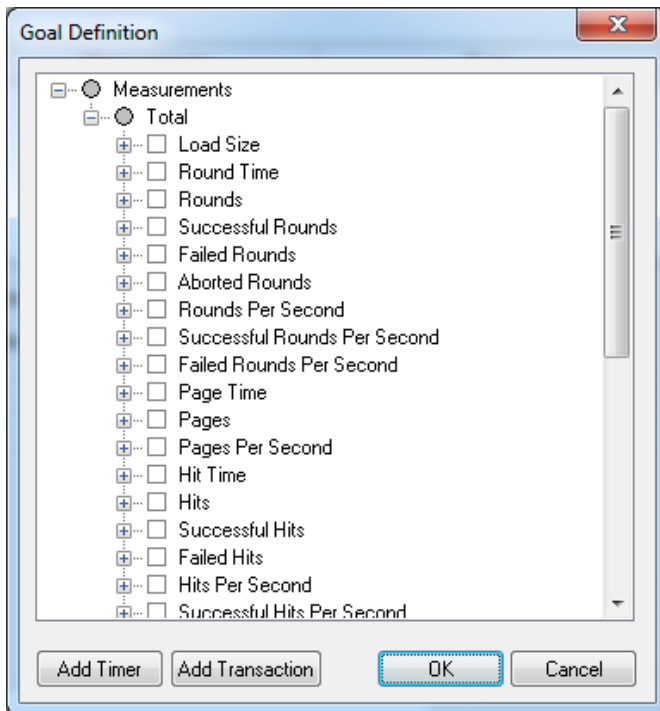 Goal Definition
Measurements
Total
Load Size
Round Time
Rounds
Successful Rounds
Failed Rounds
Aborted Rounds
Rounds Per Second
Successful Rounds Per Second
Failed Rounds Per Second
Page Time
Pages
Pages Per Second
Hit Time
Hits
Successful Hits
Failed Hits
Hits Per Second
Successful Hits Per Second
Add Timer Add Transaction OK Cancel